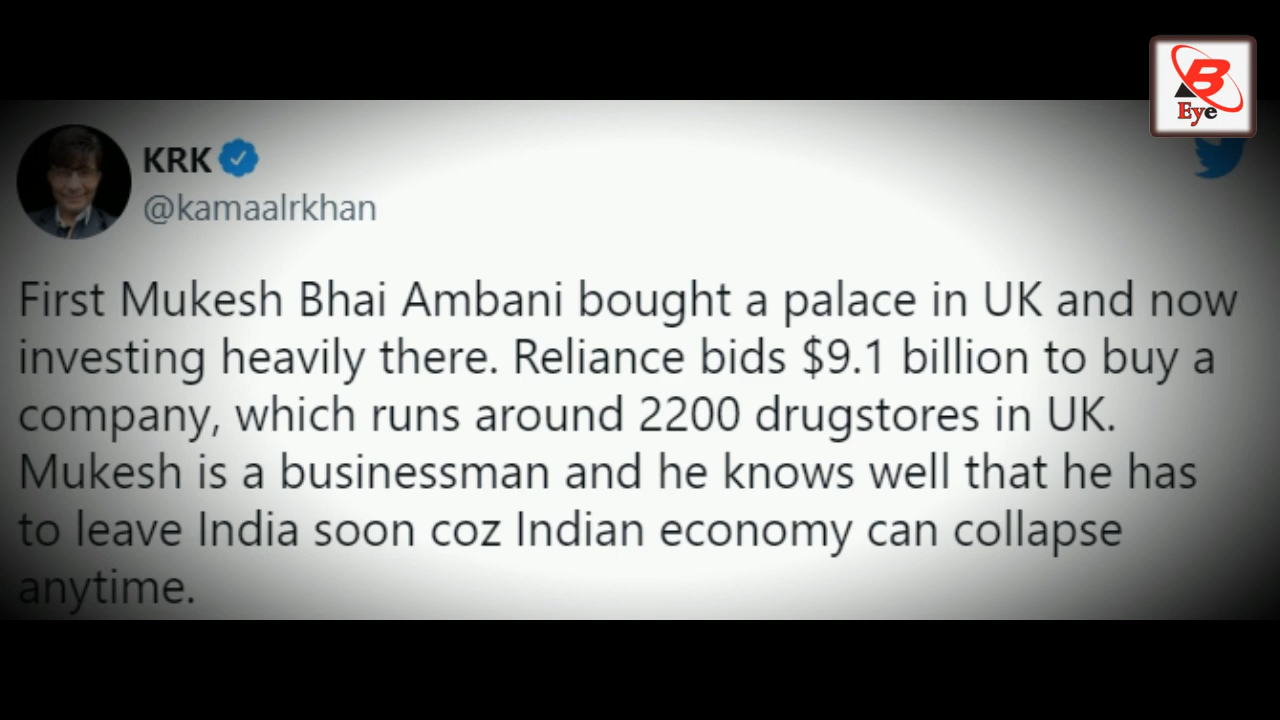 B
Eye
KRK
@kamaalrkhan
First Mukesh Bhai Ambani bought a palace in UK and now
investing heavily there. Reliance bids $9.1 billion to buy a
company, which runs around 2200 drugstores in UK.
Mukesh is a businessman and he knows well that he has
to leave India soon coz Indian economy can collapse
anytime.